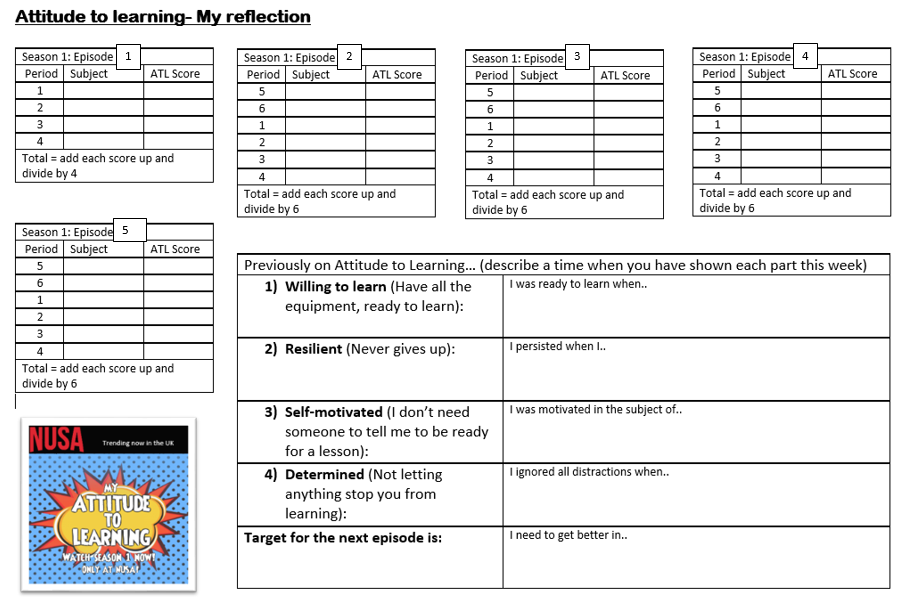 Attitude to learning- My reflection
Season 1: Episode 1
Period Subject ATL Score
1
2
3
4
Total = add each score up and
divide by 4
Season 1: Episode 2
Period Subject ATL Score
5
6
1
2
3
4
Total = add each score up and
divide by 6
Season 1: Episode 3
Period Subject ATL Score
5
6
1
2
3
4
Total = add each score up and
divide by 6
Season 1: Episode 4
Period Subject ATL Score
5
6
1
2
3
4
Total = add each score up and
divide by 6
Season 1: Episode 5
Period Subject ATL Score
5
6
1
2
3
4
Total = add each score up and
divide by 6
Previously on Attitude to Learning... (describe a time when you have shown each part this week)
1) Willing to learn (Have all the
equipment, ready to learn):
I was ready to learn when..
2) Resilient (Never gives up):
I persisted when I..
3) Self-motivated (I don’t need
someone to tell me to be ready
for a lesson):
I was motivated in the subject of..
4) Determined (Not letting
anything stop you from
learning):
I ignored all distractions when..
Target for the next episode is:
I need to get better in..
NUSA Trending now in the UK
MY
ATTITUDE
TO
LEARNING
WATCH SEASON 1 NOW!
ONLY AT NUSA!